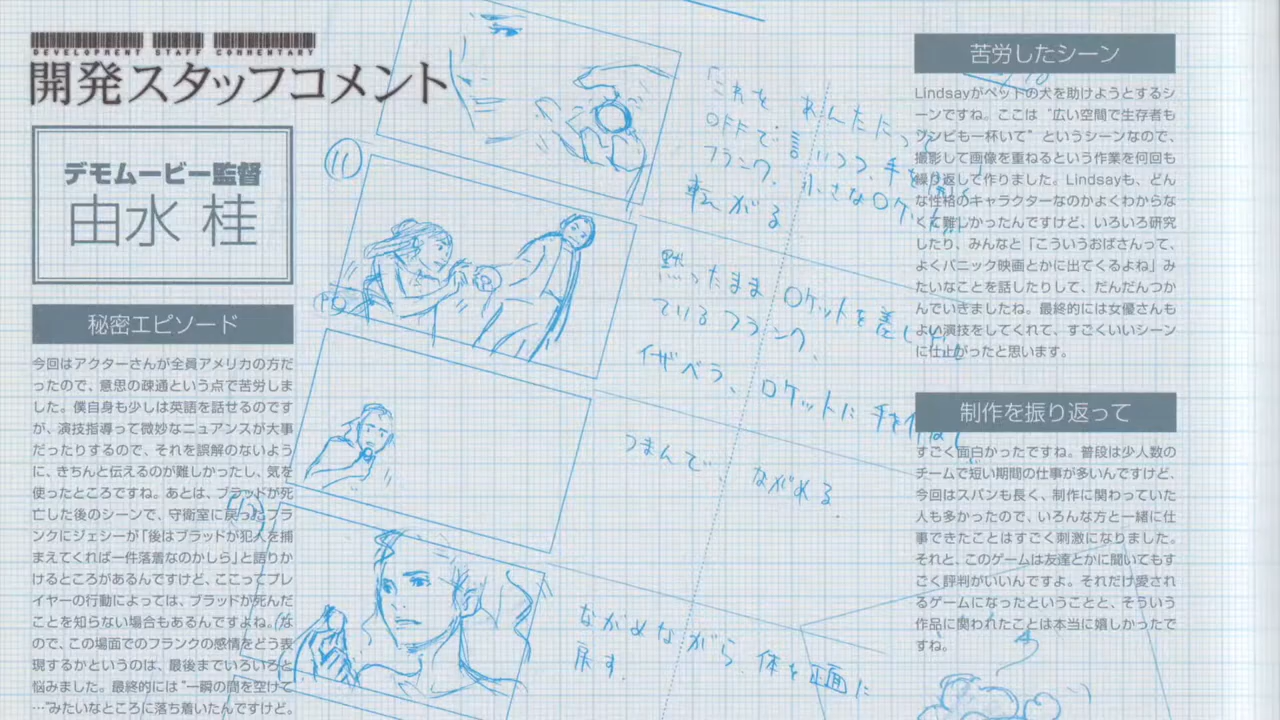 DEVELOPMENT STAFF COMMENTARY
開発スタッフコメント
デモムービー監督
由水 桂
秘密エピソード
今回はアクターさんが全員アメリカの方だ
ったので、意思の疎通という点で苦労しま
した。僕自身も少しは英語を話せるのです
が、演技指導って微妙なニュアンスが大事
だったりするので、それを誤解のないよう
に、きちんと伝えるのが難しかったし、気を
使ったところですね。あとは、ブラッドが死
亡した後のシーンで、守衛室に戻ったフラ
ンクにジェシーが「後はブラッドが犯人を捕
まえてくれば一件落着なのかしら」と語りか
けるところがあるんですけど、ここってプレ
イヤーの行動によっては、ブラッドが死んだ
ことを知らない場合もあるんですよね。な
ので、この場面でのフランクの感情をどう表
現するかというのは、最後までいろいろと
悩みました。最終的には“一瞬の間を空けて
…”みたいなところに落ち着いたんですけど。
「これを
OFFで、言いつつ、手を
フランク、小さなロケット
転がる
⑪
黙ったまま ロケットを差し
ている フランク、
イザベラ、ロケットに 手を
つまんで ながめる。
ながめながら 体を正面に
戻す。
苦労したシーン
Lindsayがペットの犬を助けようとするシ
ーンですね。ここは“広い空間で生存者も
ゾンビも一杯いて”というシーンなので、
撮影して画像を重ねるという作業を何回も
繰り返して作りました。Lindsayも、どん
な性格のキャラクターなのかよくわからな
くて難しかったんですけど、いろいろ研究
したり、みんなと「こういうおばさんって、
よくパニック映画とかに出てくるよね」み
たいなことを話したりして、だんだんつか
んでいきましたね。最終的には女優さんも
よい演技をしてくれて、すごくいいシーン
に仕上がったと思います。
制作を振り返って
すごく面白かったですね。普段は少人数の
チームで短い期間の仕事が多いんですけど、
今回はスパンも長く、制作に関わっていた
人も多かったので、いろんな方と一緒に仕
事できたことはすごく刺激になりました。
それと、このゲームは友達とかに聞いてもす
ごく評判がいいんですよ。それだけ愛され
るゲームになったということと、そういう
作品に関われたことは本当に嬉しかったで
すね。